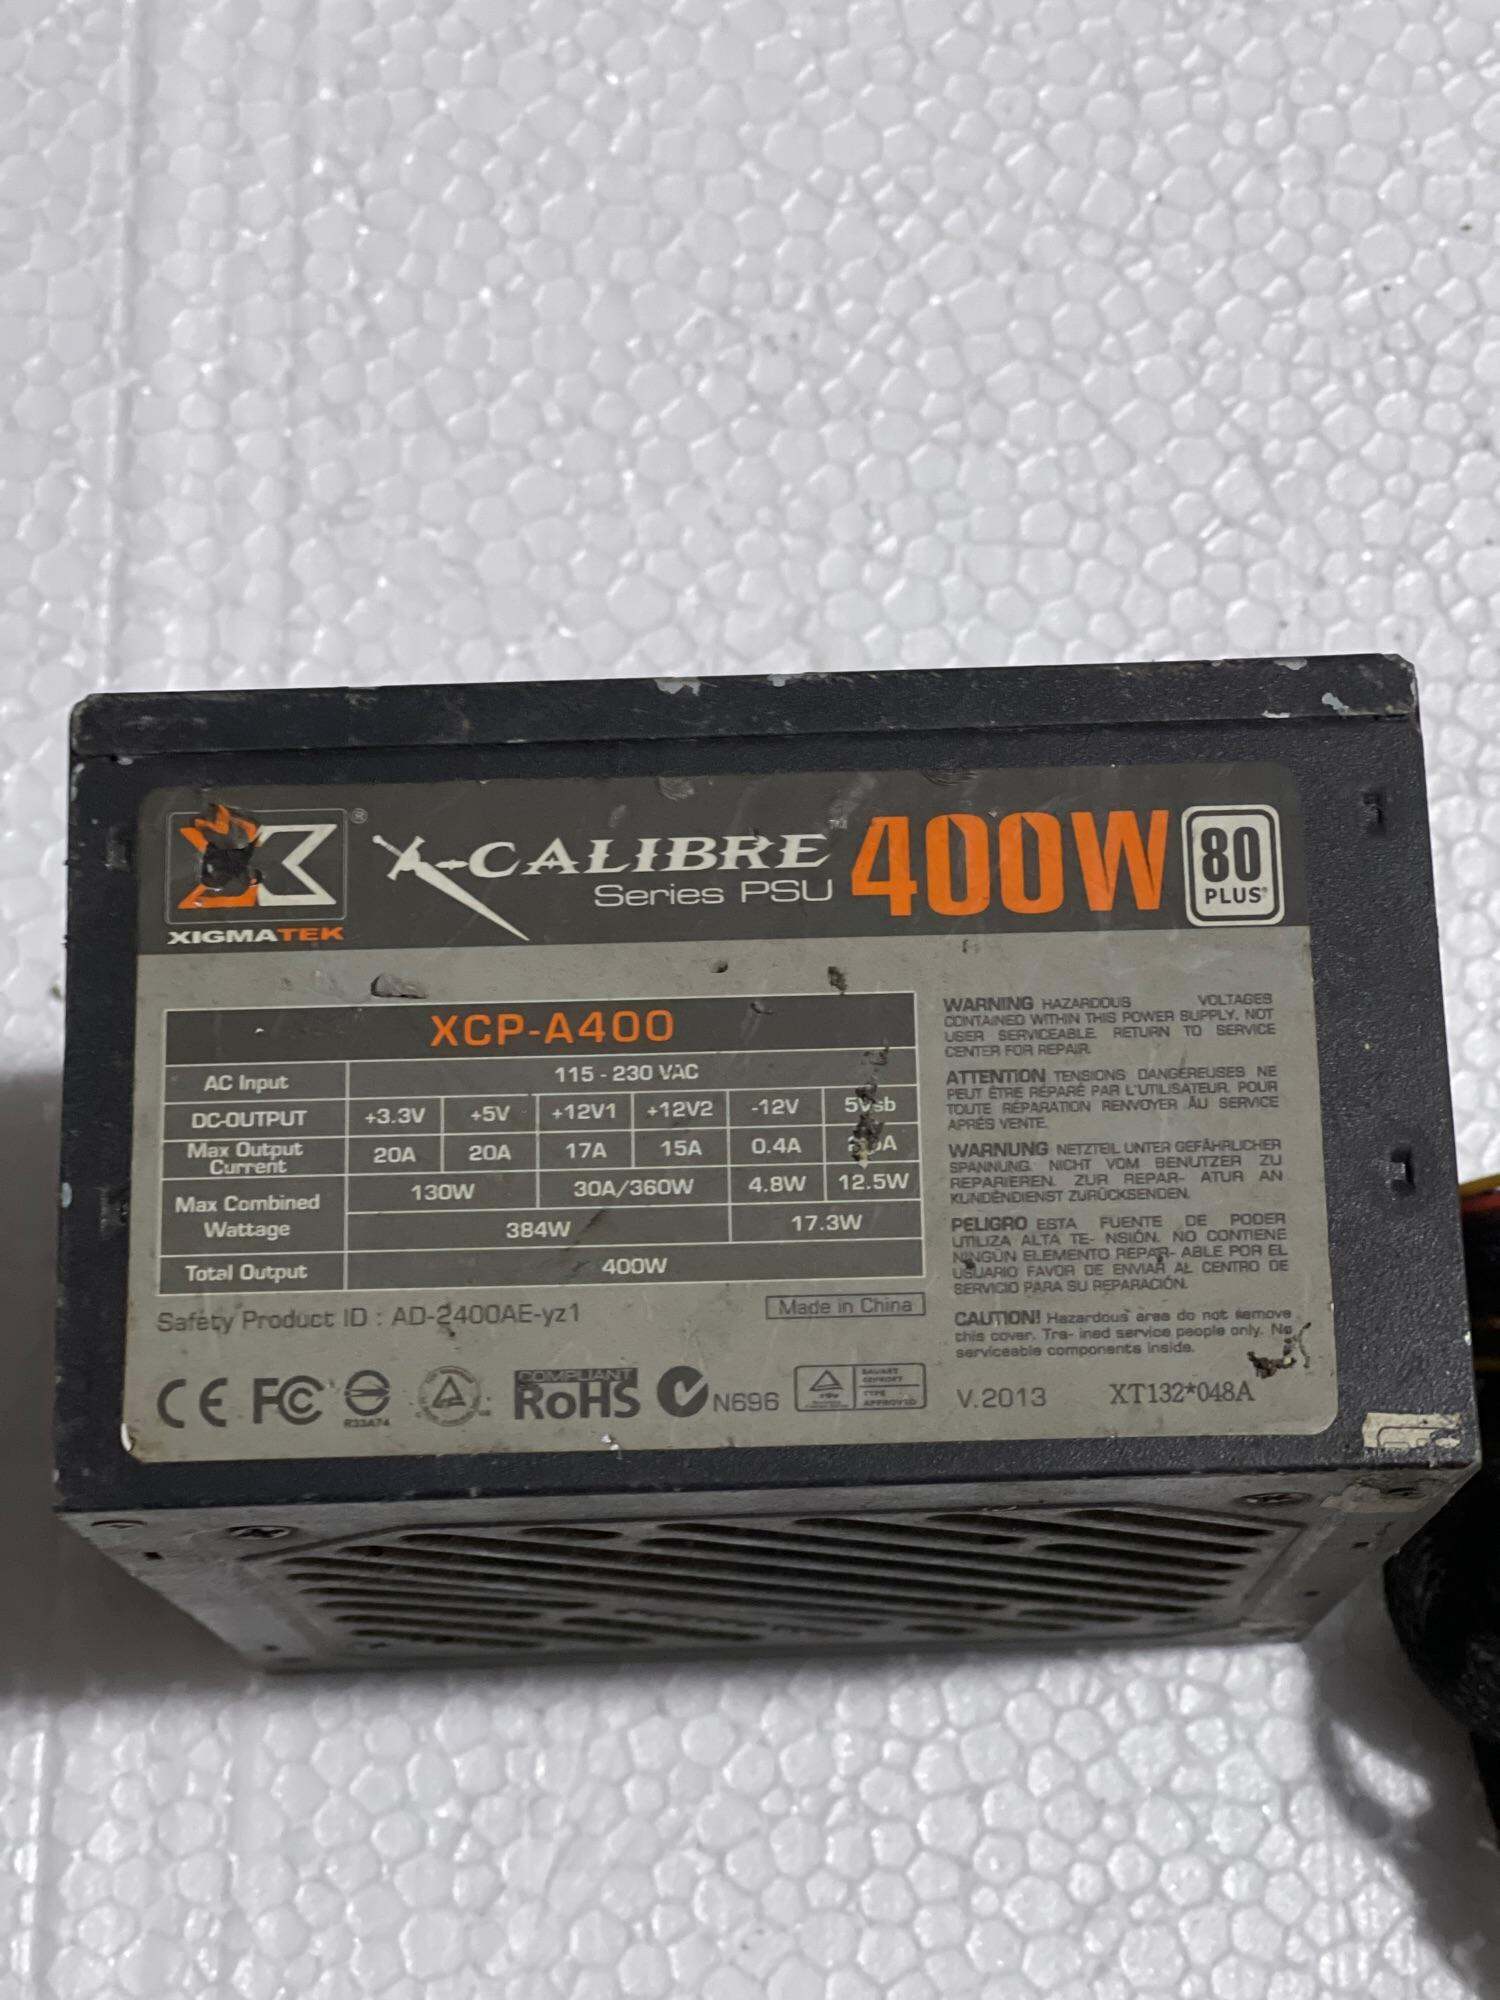 X-CALIBRE 400W 80
Series PSU PLUS®
XIGMATEK
XCP-A400
AC Input 115 - 230 VAC
DC-OUTPUT +3.3V +5V +12V1 +12V2 -12V 5Vsb
Max Output Current 20A 20A 17A 15A 0.4A
Max Combined Wattage 130W 30A/360W 4.8W 12.5W
384W 17.3W
Total Output 400W
Safety Product ID : AD-2400AE-yz1
Made in China
WARNING HAZARDOUS VOLTAGES
CONTAINED WITHIN THIS POWER SUPPLY, NOT
USER SERVICEABLE. RETURN TO SERVICE
CENTER FOR REPAIR.
ATTENTION TENSIONS DANGEREUSES NE
PEUT ÊTRE RÉPARÉ PAR L'UTILISATEUR. POUR
TOUTE RÉPARATION RENVOYER AU SERVICE
APRÉS VENTE.
WARNUNG NETZTEIL UNTER GEFÄHRLICHER
SPANNUNG. NICHT VOM BENUTZER ZU
REPARIEREN. ZUR REPAR- ATUR AN
KUNDENDIENST ZURÜCKSENDEN.
PELIGRO ESTA FUENTE DE PODER
UTILIZA ALTA TE- NSIÓN. NO CONTIENE
NINGÚN ELEMENTO REPAR- ABLE POR EL
USUARIO FAVOR DE ENVIAR AL CENTRO DE
SERVICIO PARA SU REPARACIÓN.
CAUTION! Hazardous area do not remove
this cover. Tra- ined service people only. No
serviceable components inside.
CE FC R33A74 COMPLIANT RoHS N696 BAUART GEPRÜFT TYPE APPROVED
V.2013 XT132*048A